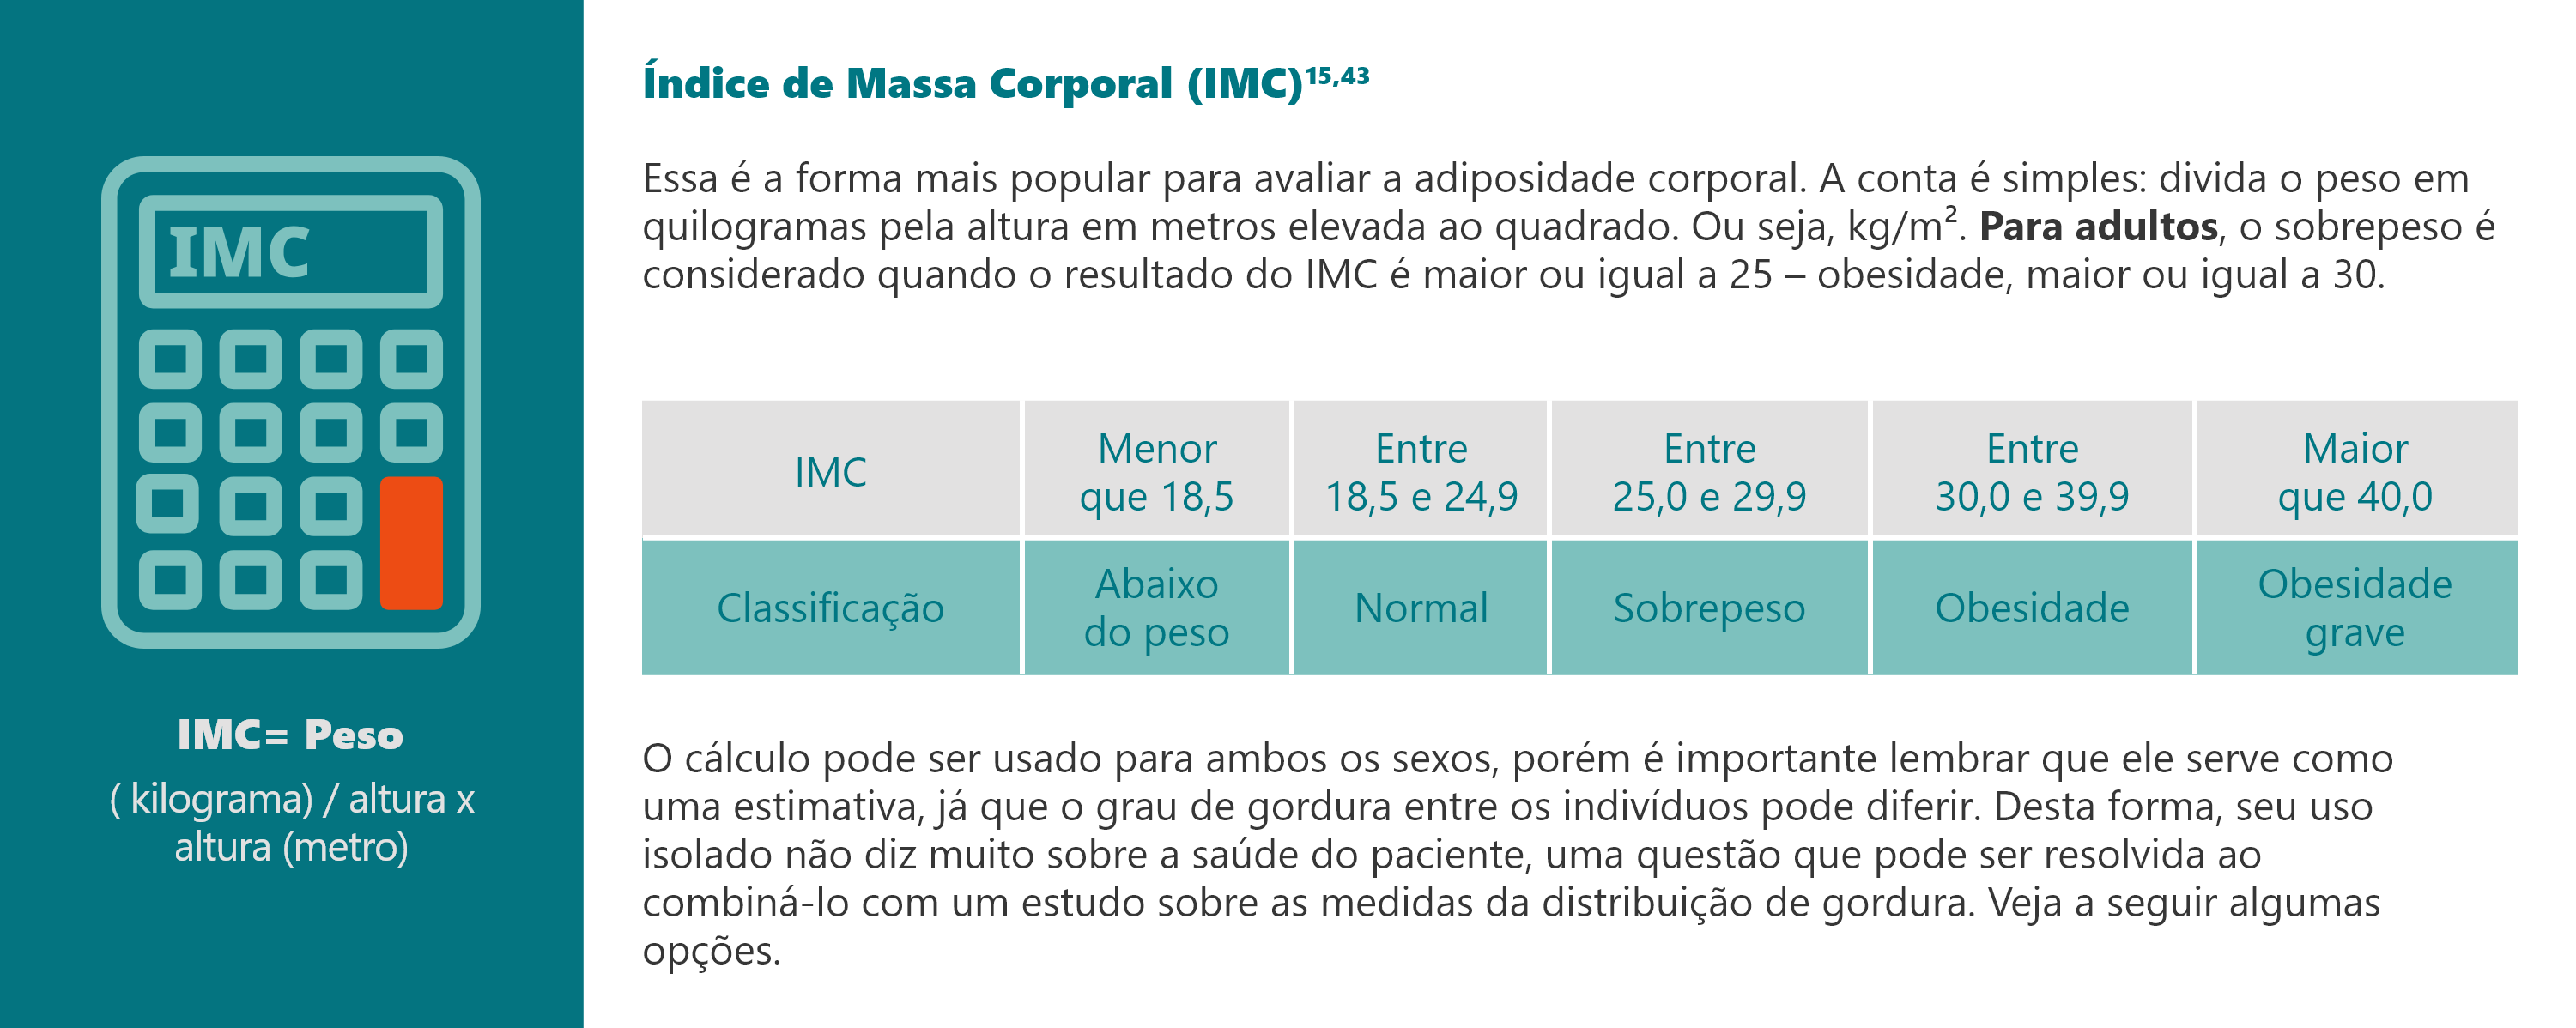 IMC
IMC= Peso
( kilograma) / altura x
altura (metro)
Índice de Massa Corporal (IMC)15,43
Essa é a forma mais popular para avaliar a adiposidade corporal. A conta é simples: divida o peso em
quilogramas pela altura em metros elevada ao quadrado. Ou seja, kg/m². Para adultos, o sobrepeso é
considerado quando o resultado do IMC é maior ou igual a 25 – obesidade, maior ou igual a 30.
IMC
Menor
que 18,5
Entre
18,5 e 24,9
Entre
25,0 e 29,9
Entre
30,0 e 39,9
Maior
que 40,0
Classificação
Abaixo
do peso
Normal
Sobrepeso
Obesidade
Obesidade
grave
O cálculo pode ser usado para ambos os sexos, porém é importante lembrar que ele serve como
uma estimativa, já que o grau de gordura entre os indivíduos pode diferir. Desta forma, seu uso
isolado não diz muito sobre a saúde do paciente, uma questão que pode ser resolvida ao
combiná-lo com um estudo sobre as medidas da distribuição de gordura. Veja a seguir algumas
opções.